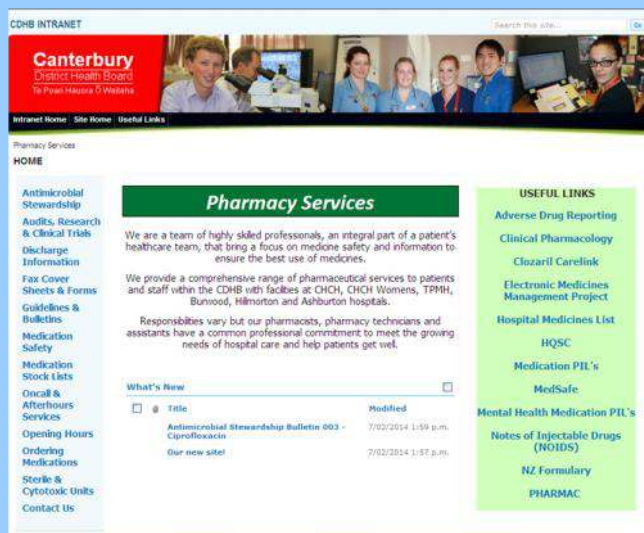 CDHB INTRANET
Search this site...
Go
Canterbury
District Health Board
Te Poari Hauora Ō Waitaha
Intranet Home Site Home Useful Links
Pharmacy Services
HOME
Antimicrobial
Stewardship
Audits, Research
& Clinical Trials
Discharge
Information
Fax Cover
Sheets & Forms
Guidelines &
Bulletins
Medication
Safety
Medication
Stock Lists
Oncall &
Afterhours
Services
Opening Hours
Ordering
Medications
Sterile &
Cytotoxic Units
Contact Us
Pharmacy Services
We are a team of highly skilled professionals, an integral part of a patient's
healthcare team, that bring a focus on medicine safety and information to
ensure the best use of medicines.
We provide a comprehensive range of pharmaceutical services to patients
and staff within the CDHB with facilities at CHCH, CHCH Womens, TPMH,
Burwood, Hillmorton and Ashburton hospitals.
Responsibilities vary but our pharmacists, pharmacy technicians and
assistants have a common professional commitment to meet the growing
needs of hospital care and help patients get well.
What's New
Title Modified
Antimicrobial Stewardship Bulletin 003 - 7/02/2014 1:59 p.m.
Ciprofloxacin
Our new site! 7/02/2014 1:57 p.m.
USEFUL LINKS
Adverse Drug Reporting
Clinical Pharmacology
Clozaril Carelink
Electronic Medicines
Management Project
Hospital Medicines List
HQSC
Medication PIL's
MedSafe
Mental Health Medication PIL's
Notes of Injectable Drugs
(NOIDS)
NZ Formulary
PHARMAC